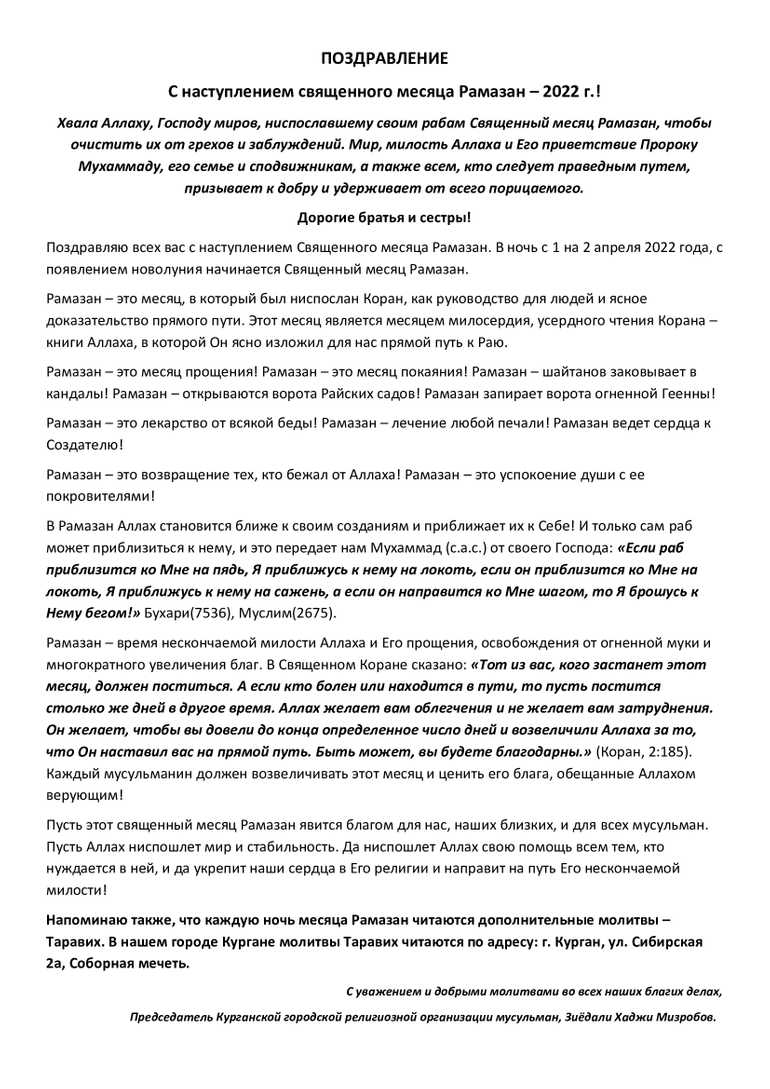 ПОЗДРАВЛЕНИЕ
С наступлением священного месяца Рамазан – 2022 г.!
Хвала Аллаху, Господу миров, ниспославшему своим рабам Священный месяц Рамазан, чтобы
очистить их от грехов и заблуждений. Мир, милость Аллаха и Его приветствие Пророку
Мухаммаду, его семье и сподвижникам, а также всем, кто следует праведным путем,
призывает к добру и удерживает от всего порицаемого.
Дорогие братья и сестры!
Поздравляю всех вас с наступлением Священного месяца Рамазан. В ночь с 1 на 2 апреля 2022 года, с
появлением новолуния начинается Священный месяц Рамазан.
Рамазан – это месяц, в который был ниспослан Коран, как руководство для людей и ясное
доказательство прямого пути. Этот месяц является месяцем милосердия, усердного чтения Корана –
книги Аллаха, в которой Он ясно изложил для нас прямой путь к Раю.
Рамазан – это месяц прощения! Рамазан – это месяц покаяния! Рамазан – шайтанов заковывает в
кандалы! Рамазан – открываются ворота Райских садов! Рамазан запирает ворота огненной Геенны!
Рамазан – это лекарство от всякой беды! Рамазан – лечение любой печали! Рамазан ведет сердца к
Создателю!
Рамазан – это возвращение тех, кто бежал от Аллаха! Рамазан – это успокоение души с ее
покровителями!
В Рамазан Аллах становится ближе к своим созданиям и приближает их к Себе! И только сам раб
может приблизиться к нему, и это передает нам Мухаммад (с.а.с.) от своего Господа: «Если раб
приблизится ко Мне на пядь, Я приближусь к нему на локоть, если он приблизится ко Мне на
локоть, Я приближусь к нему на сажень, а если он направится ко Мне шагом, то Я брошусь к
Нему бегом!» Бухари(7536), Муслим(2675).
Рамазан – время нескончаемой милости Аллаха и Его прощения, освобождения от огненной муки и
многократного увеличения благ. В Священном Коране сказано: «Тот из вас, кого застанет этот
месяц, должен поститься. А если кто болен или находится в пути, то пусть постится
столько же дней в другое время. Аллах желает вам облегчения и не желает вам затруднения.
Он желает, чтобы вы довели до конца определенное число дней и возвеличили Аллаха за то,
что Он наставил вас на прямой путь. Быть может, вы будете благодарны.» (Коран, 2:185).
Каждый мусульманин должен возвеличивать этот месяц и ценить его блага, обещанные Аллахом
верующим!
Пусть этот священный месяц Рамазан явится благом для нас, наших близких, и для всех мусульман.
Пусть Аллах ниспошлет мир и стабильность. Да ниспошлет Аллах свою помощь всем тем, кто
нуждается в ней, и да укрепит наши сердца в Его религии и направит на путь Его нескончаемой
милости!
Напоминаю также, что каждую ночь месяца Рамазан читаются дополнительные молитвы –
Таравих. В нашем городе Кургане молитвы Таравих читаются по адресу: г. Курган, ул. Сибирская
2а, Соборная мечеть.
С уважением и добрыми молитвами во всех наших благих делах,
Председатель Курганской городской религиозной организации мусульман, Зиёдали Хаджи Мизробов.